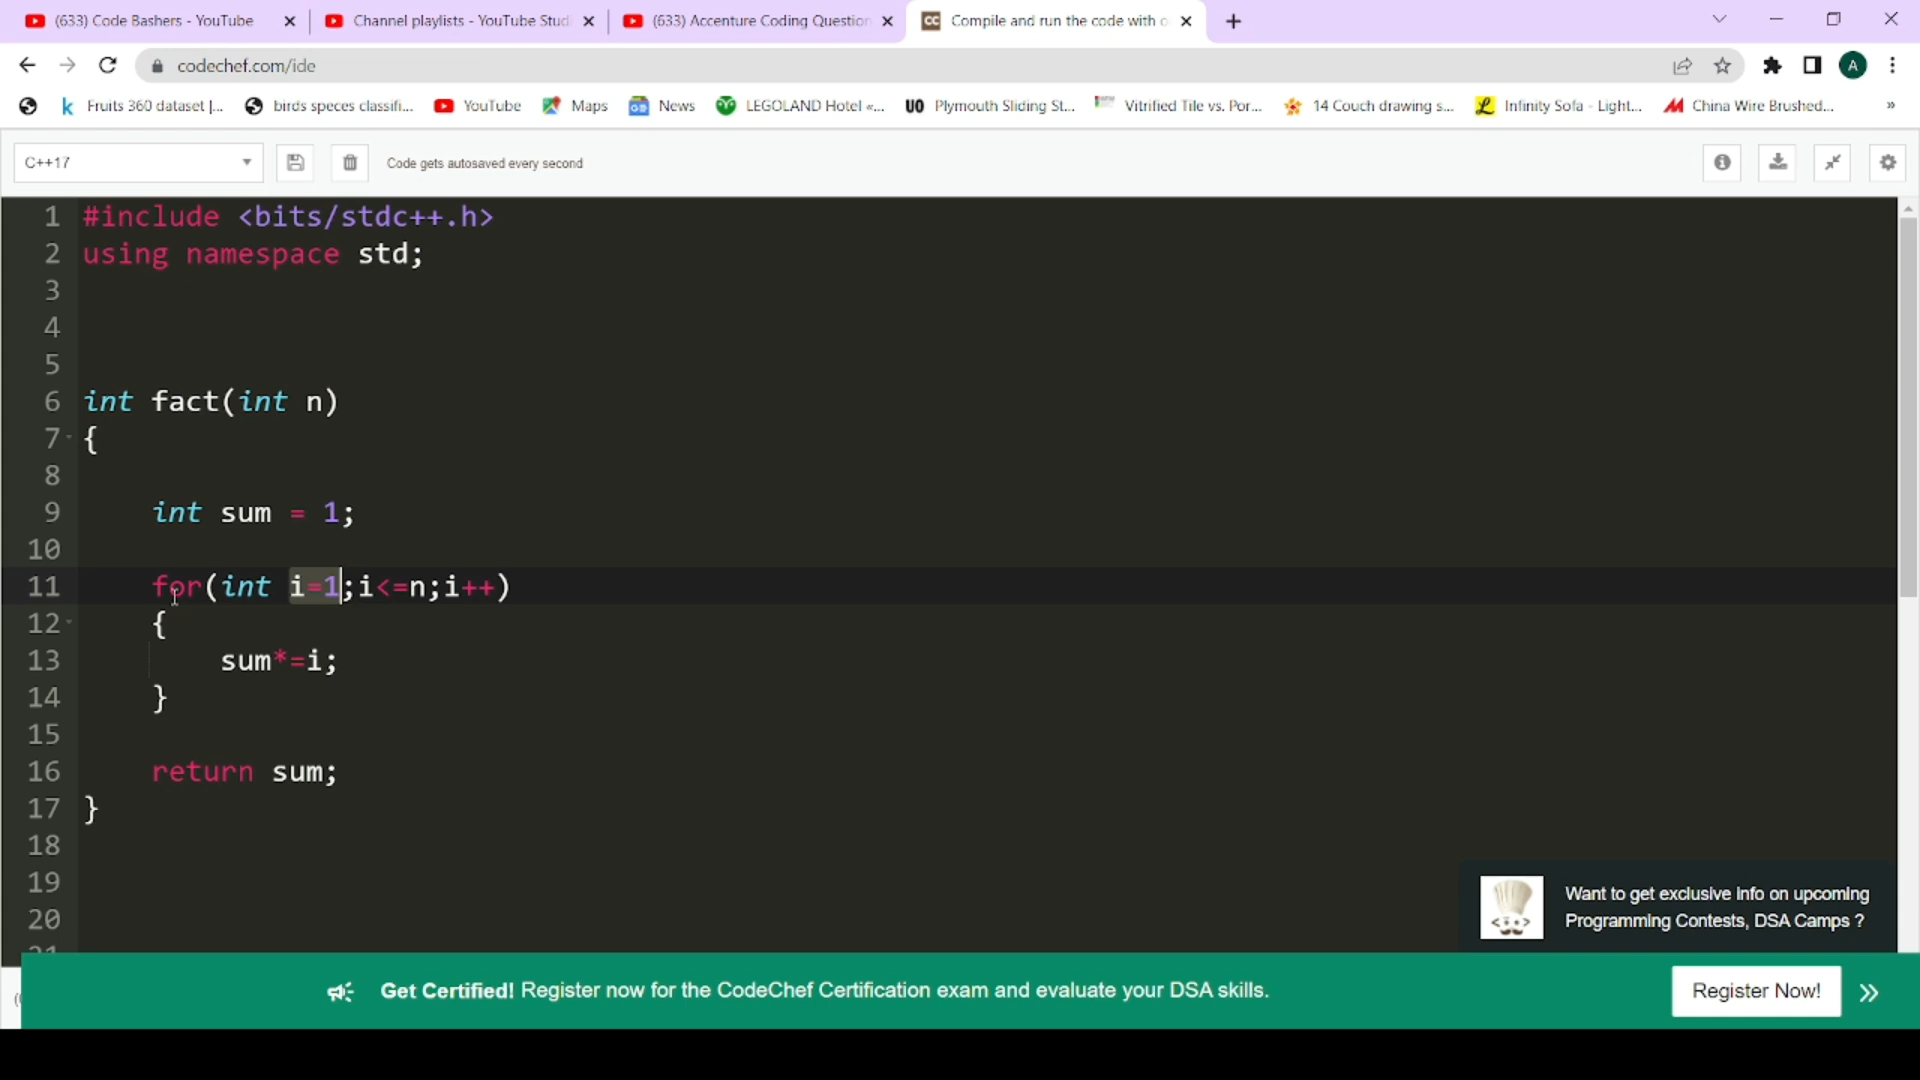 (633) Code Bashers - YouTube
Channel playlists - YouTube Stud
(633) Accenture Coding Question
CC Compile and run the code with o
codechef.com/ide
A
k Fruits 360 dataset |...
birds speces classifi...
YouTube
Maps
News
LEGOLAND Hotel «...
UO Plymouth Sliding St...
Vitrified Tile vs. Por...
14 Couch drawing s...
Infinity Sofa - Light...
China Wire Brushed...
»
C++17
Code gets autosaved every second
1 #include <bits/stdc++.h>
2 using namespace std;
3
4
5
6 int fact(int n)
7 {
8
9 int sum = 1;
10
11 for(int i=1;i<=n;i++)
12 {
13 sum*=i;
14 }
15
16 return sum;
17 }
18
19
20
21
Want to get exclusive info on upcoming
Programming Contests, DSA Camps ?
Get Certified! Register now for the CodeChef Certification exam and evaluate your DSA skills.
Register Now!